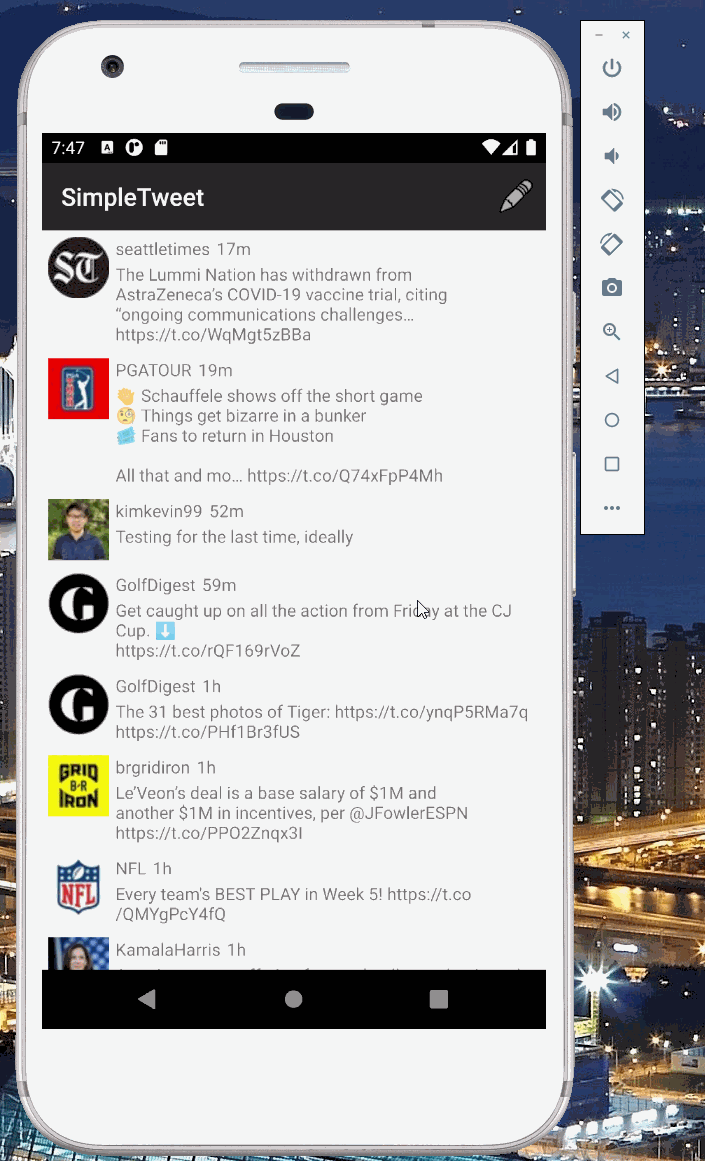 7:47
SimpleTweet
seattletimes 17m
The Lummi Nation has withdrawn from
AstraZeneca's COVID-19 vaccine trial, citing
“ongoing communications challenges…
https://t.co/WqMgt5zBBa
PGATOUR 19m
👏 Schauffele shows off the short game
🧐 Things get bizarre in a bunker
🎟️ Fans to return in Houston
All that and mo… https://t.co/Q74xFpP4Mh
kimkevin99 52m
Testing for the last time, ideally
GolfDigest 59m
Get caught up on all the action from Friday at the CJ
Cup. ⬇️
https://t.co/rQF169rVoZ
GolfDigest 1h
The 31 best photos of Tiger: https://t.co/ynqP5RMa7q
https://t.co/PHf1Br3fUS
GRID
B·R
IRON
brgridiron 1h
Le’Veon’s deal is a base salary of $1M and
another $1M in incentives, per @JFowlerESPN
https://t.co/PPO2Znqx3I
NFL
NFL 1h
Every team’s BEST PLAY in Week 5! https://t.co
/QMYgPcY4fQ
KamalaHarris 1h